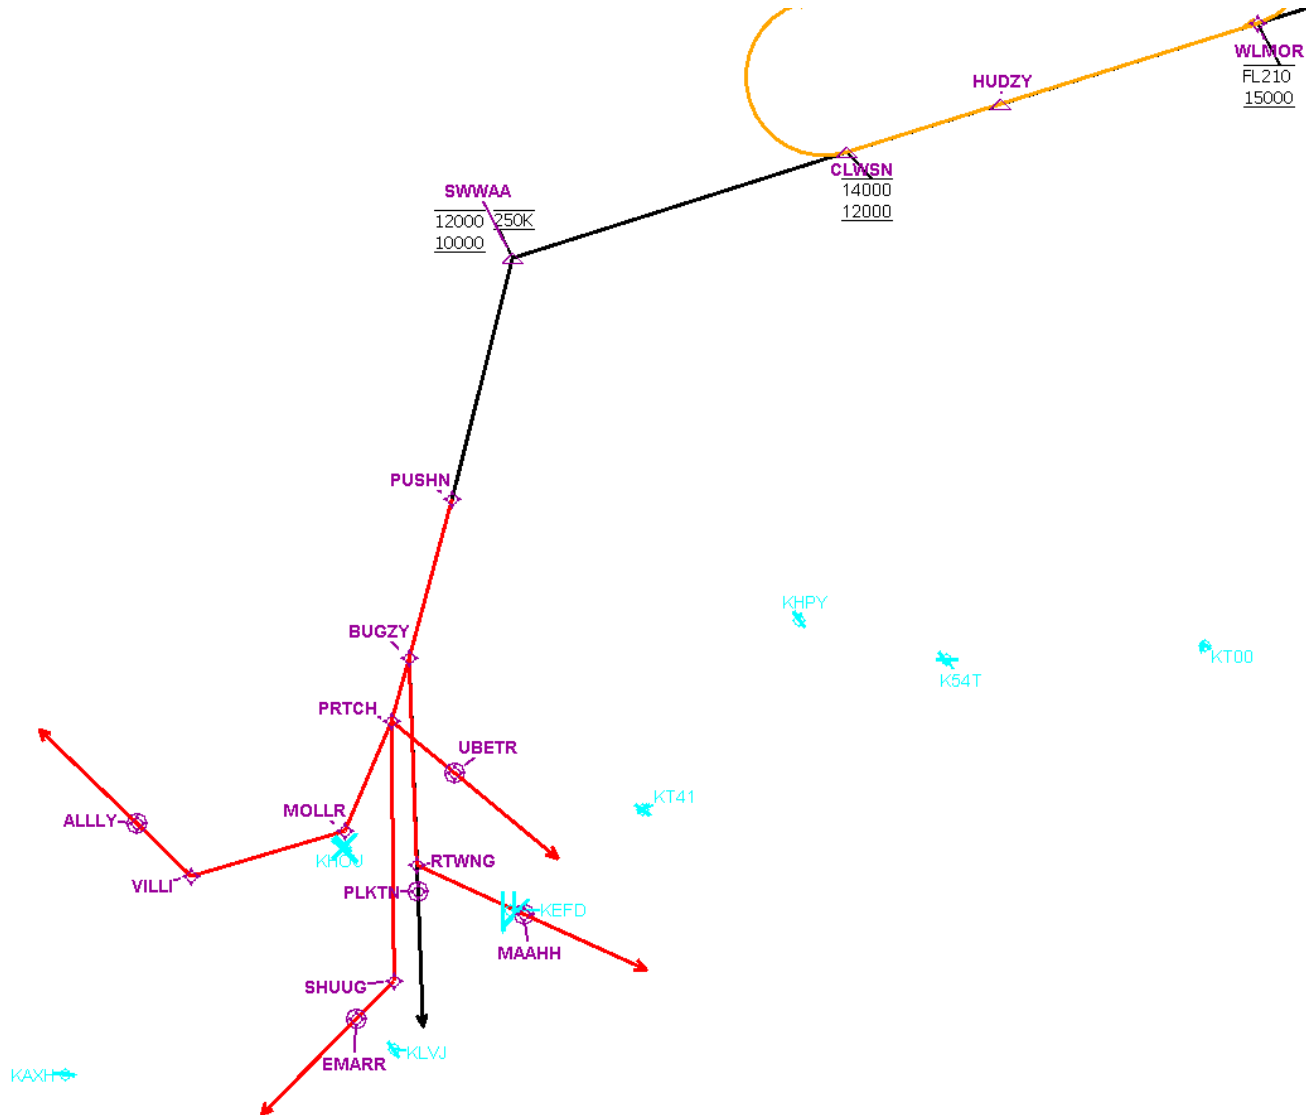 WLMOR
FL210
15000
HUDZY
CLWSN
14000
12000
SWWAA
12000 250K
10000
PUSHN
KHPY
BUGZY
KT00
K54T
PRTCH
UBETR
KT41
MOLLR
ALLLY
KHOU
RTWNG
VILLI
PLKTN
KEFD
MAAHH
SHUUG
KLVJ
EMARR
KAXH